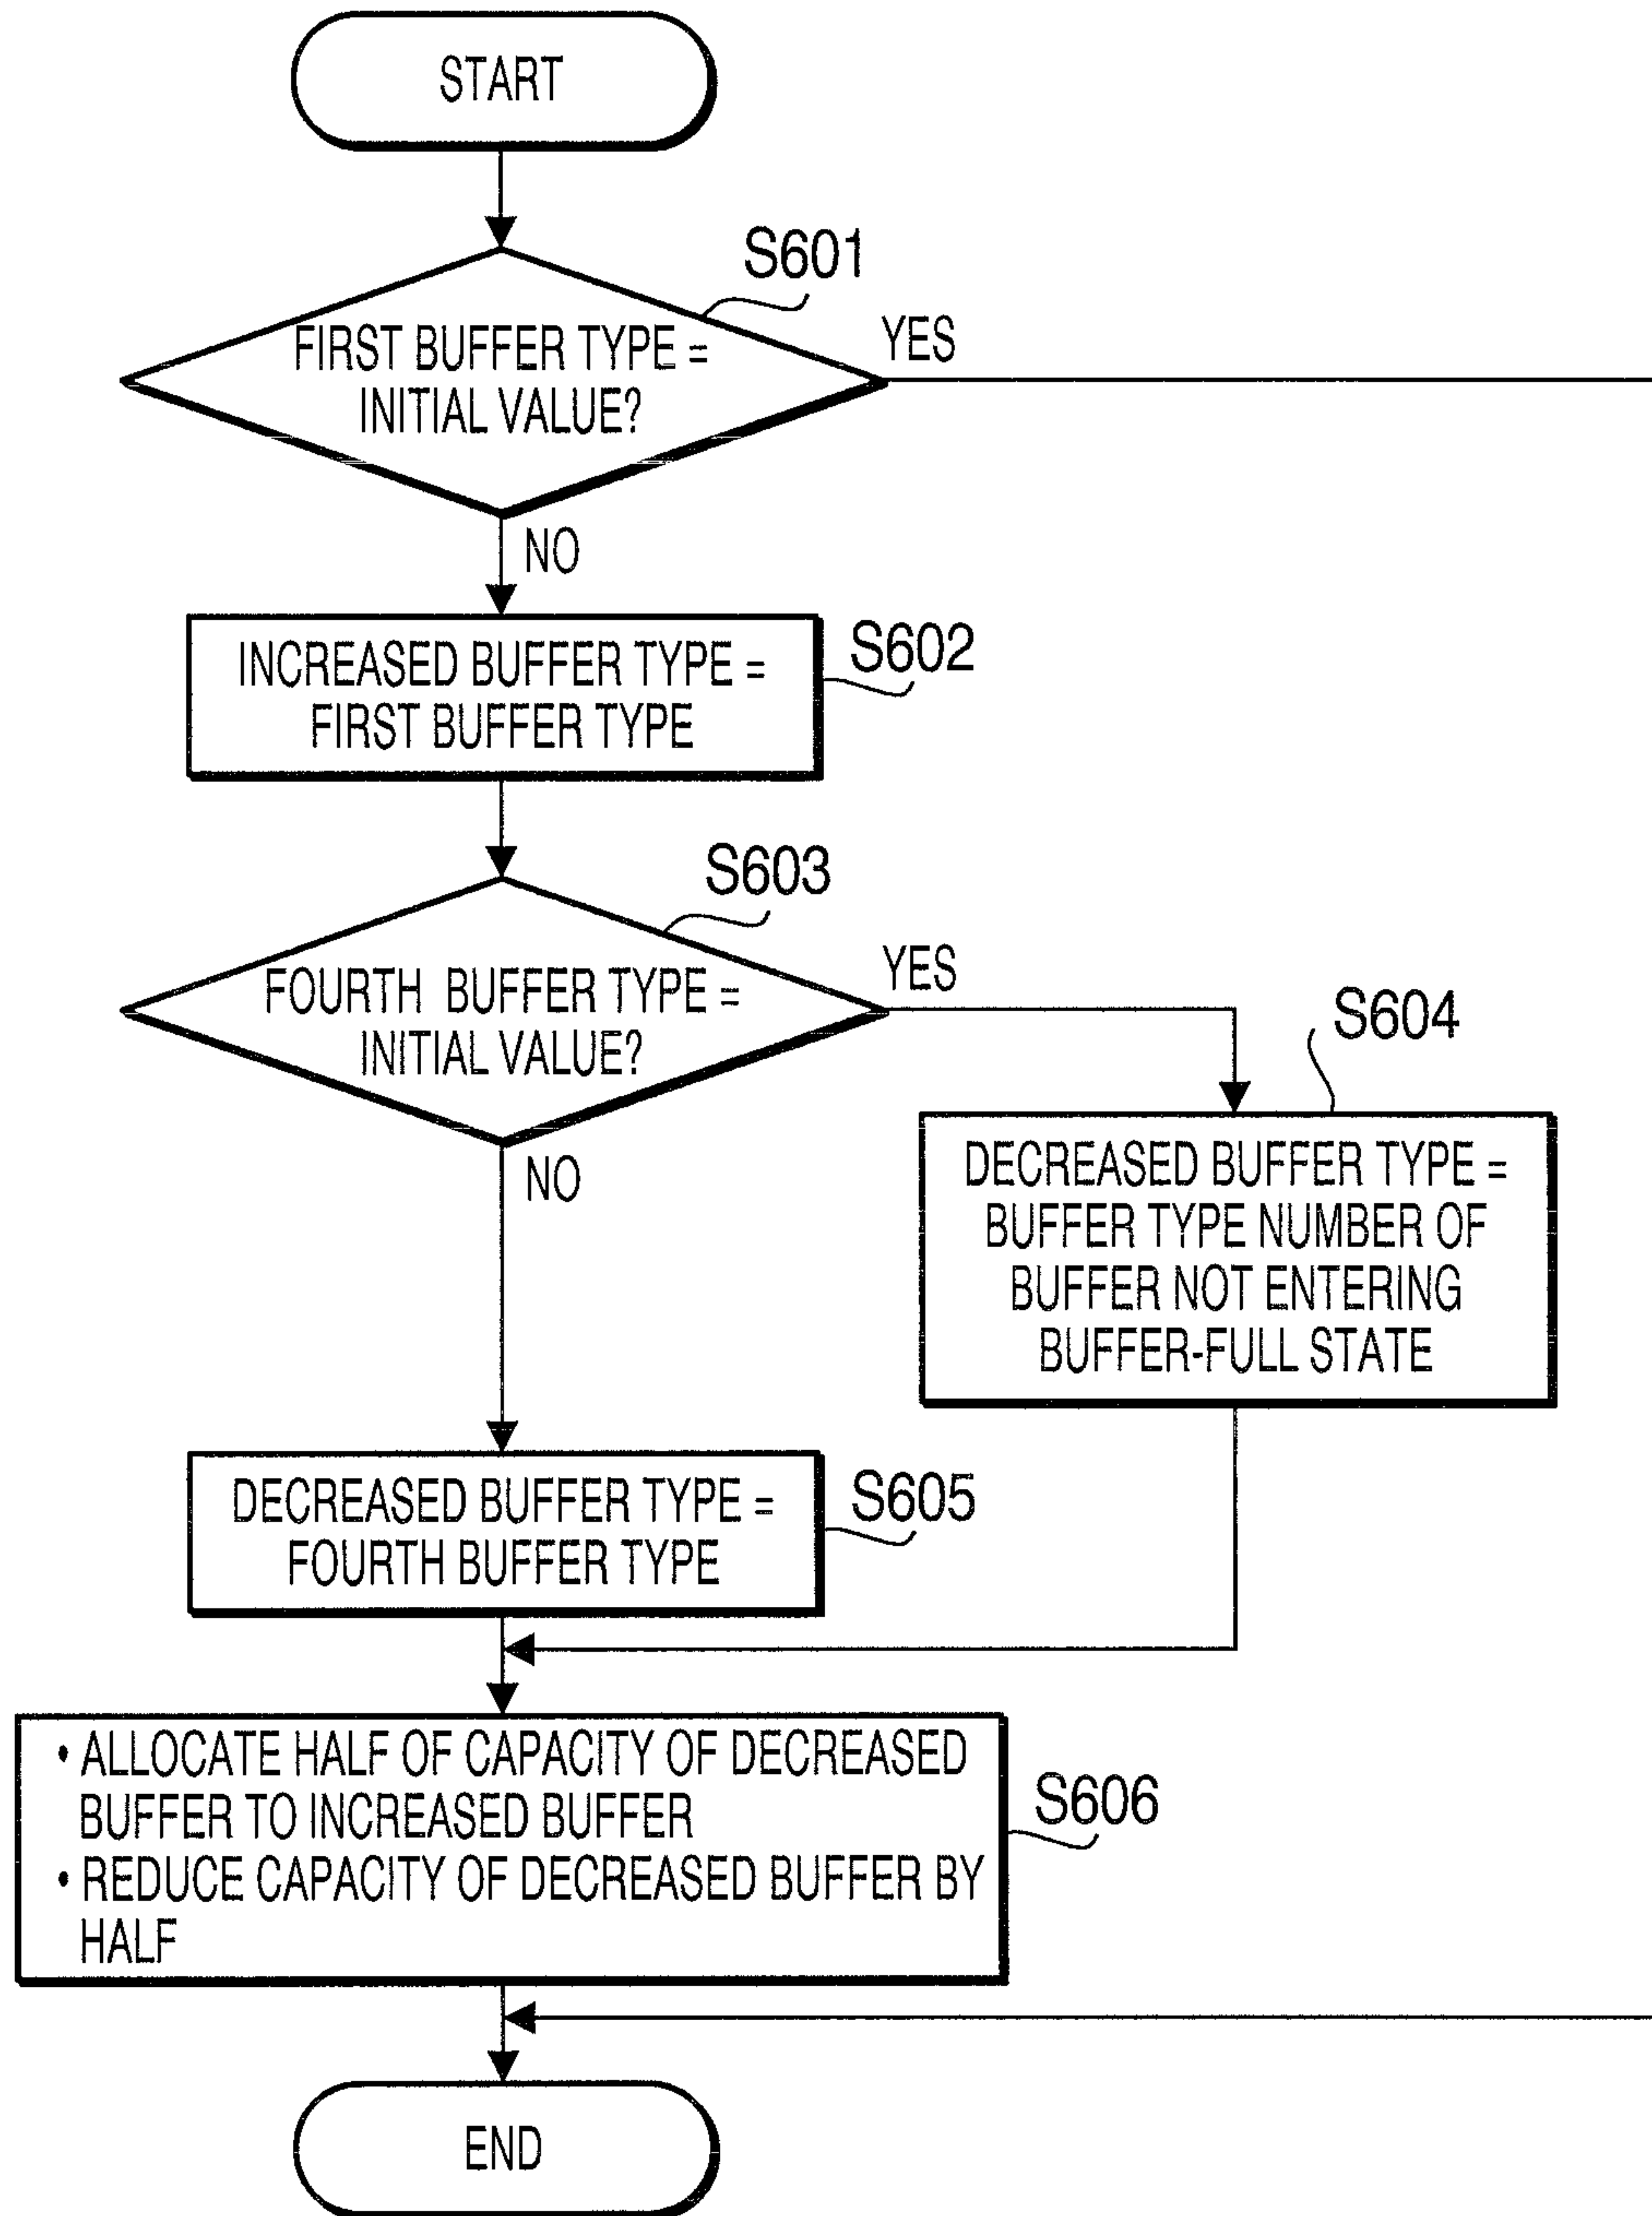 START
S601
FIRST BUFFER TYPE =
INITIAL VALUE?
YES
NO
INCREASED BUFFER TYPE =
FIRST BUFFER TYPE
S602
S603
FOURTH BUFFER TYPE =
INITIAL VALUE?
YES
NO
S604
DECREASED BUFFER TYPE =
BUFFER TYPE NUMBER OF
BUFFER NOT ENTERING
BUFFER-FULL STATE
DECREASED BUFFER TYPE =
FOURTH BUFFER TYPE
S605
• ALLOCATE HALF OF CAPACITY OF DECREASED
BUFFER TO INCREASED BUFFER
• REDUCE CAPACITY OF DECREASED BUFFER BY
HALF
S606
END